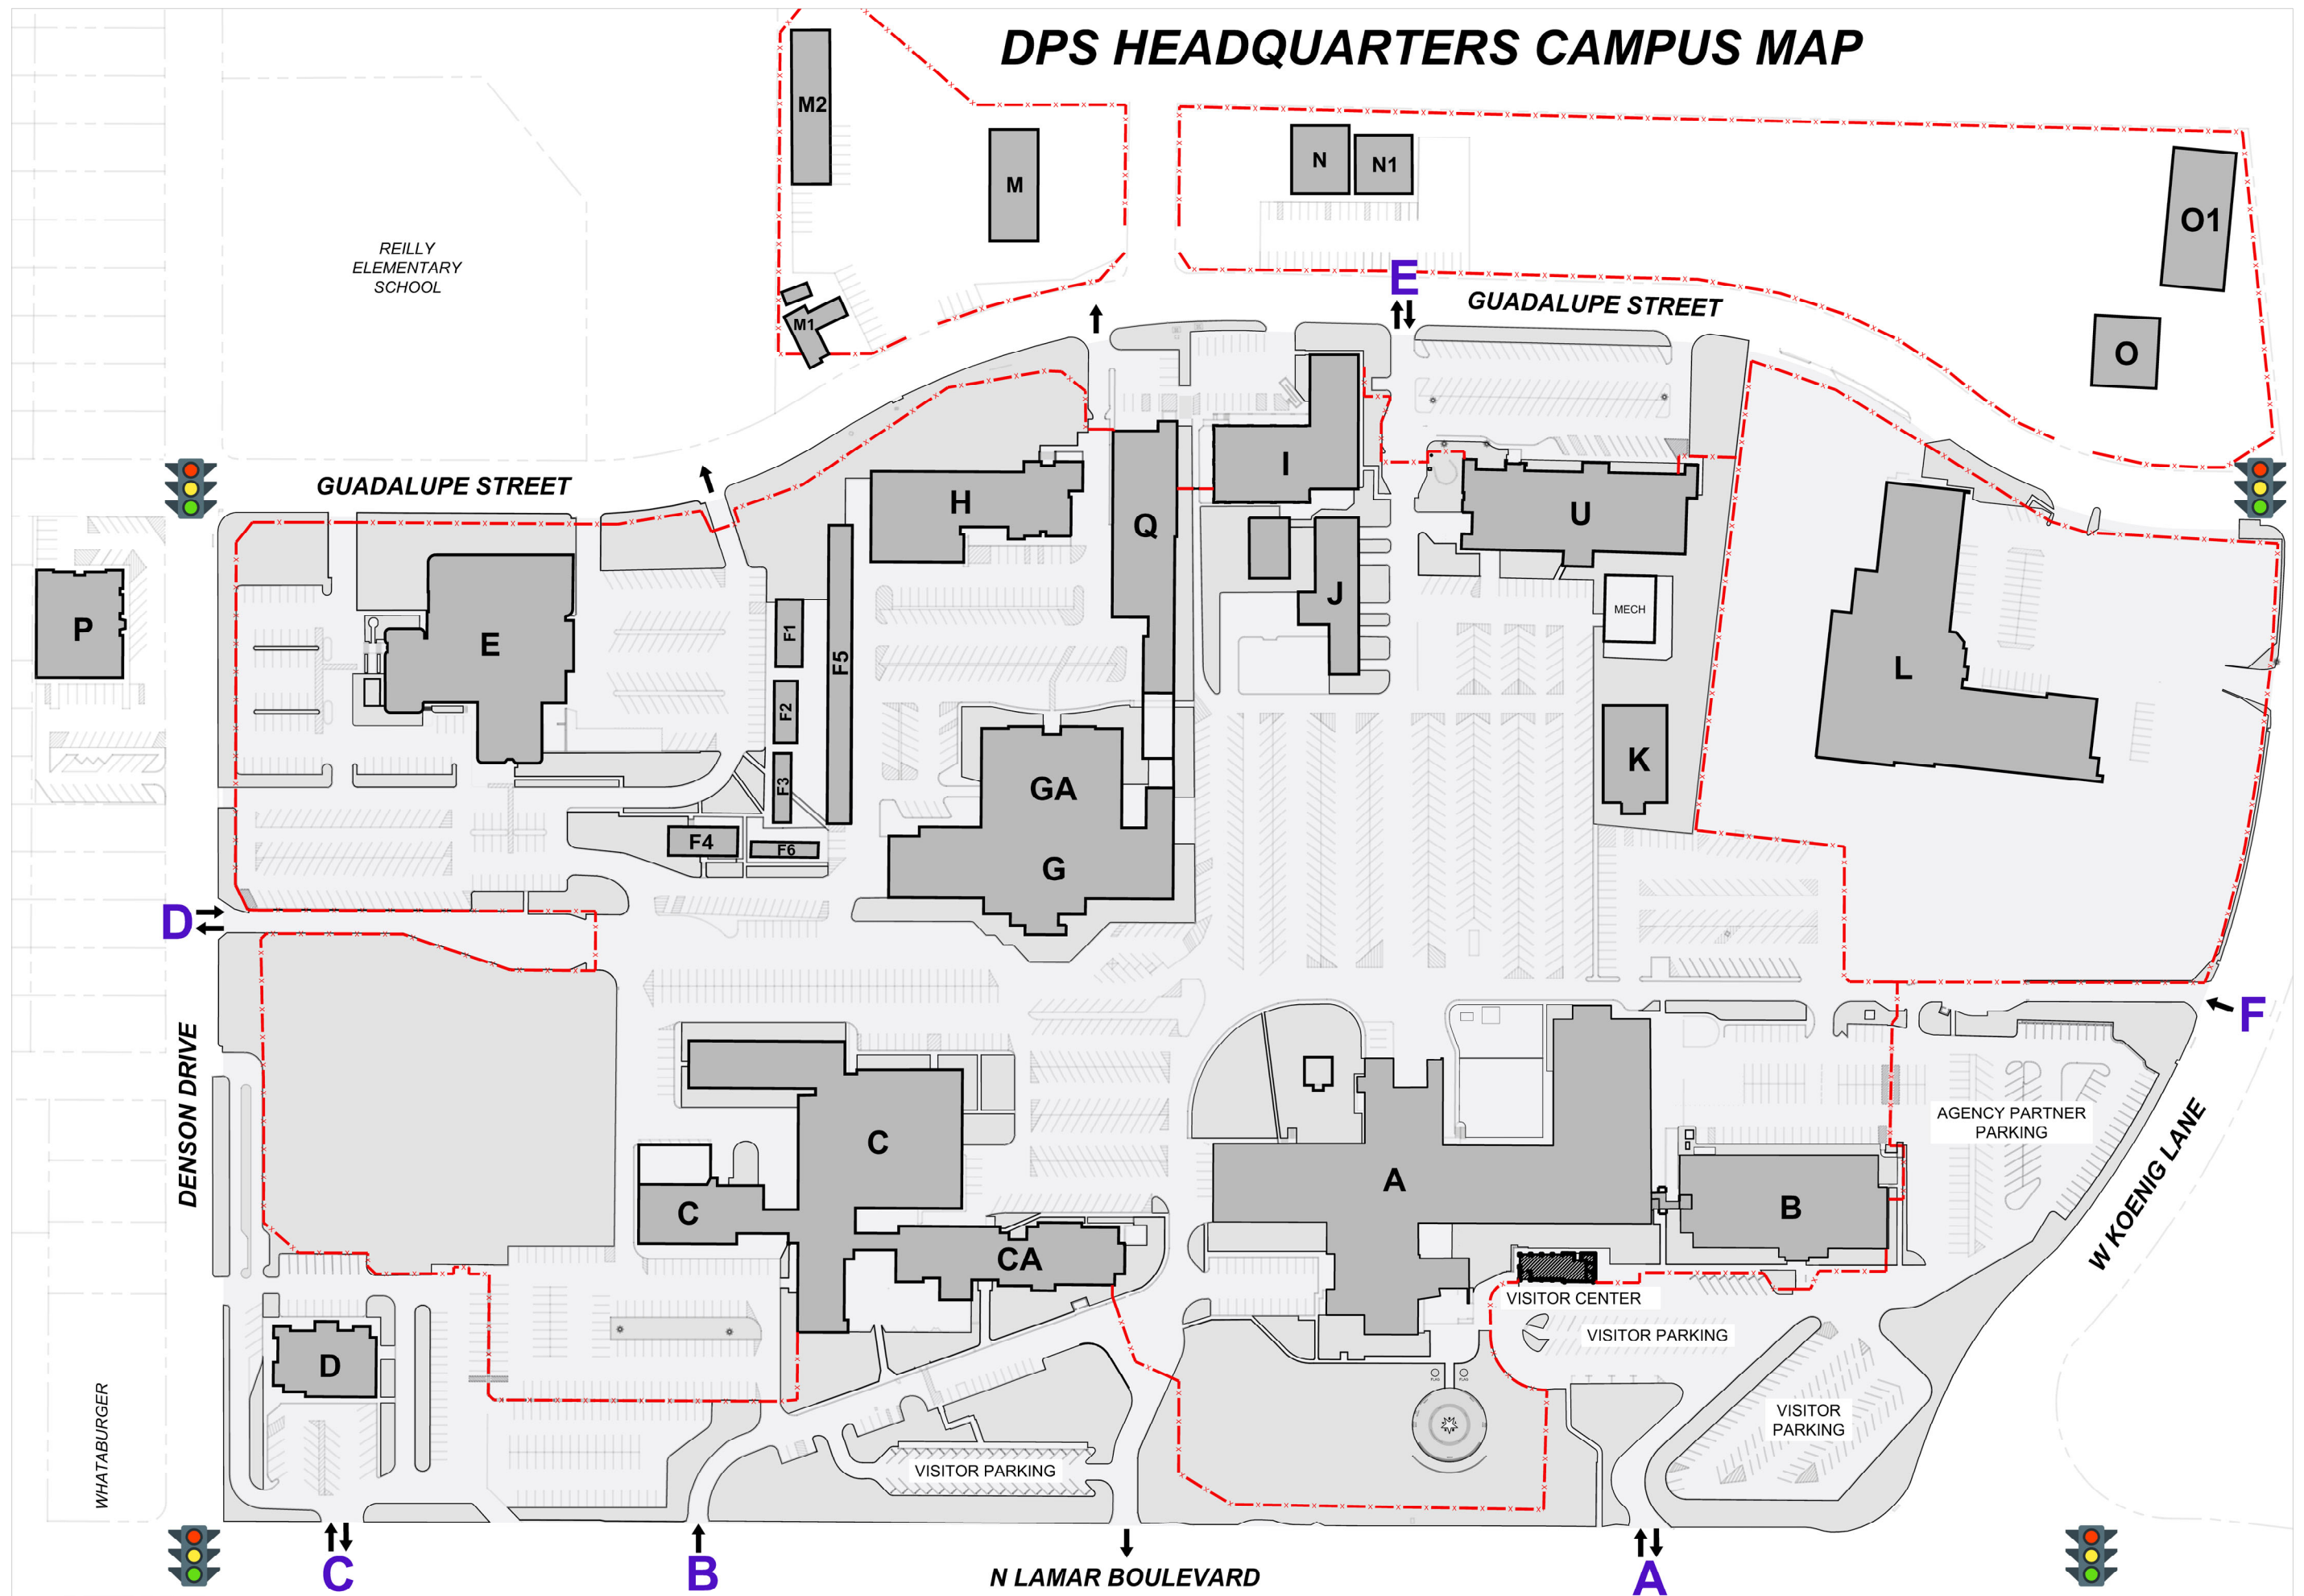 DPS HEADQUARTERS CAMPUS MAP
M2
M
N
N1
O1
REILLY
ELEMENTARY
SCHOOL
E
GUADALUPE STREET
M1
O
GUADALUPE STREET
H
I
Q
U
P
E
F1
F5
J
MECH
L
F2
K
F3
GA
F4
F6
G
D
F
DENSON DRIVE
AGENCY PARTNER
PARKING
C
A
W KOENIG LANE
C
B
CA
VISITOR CENTER
VISITOR PARKING
D
WHATABURGER
VISITOR
PARKING
VISITOR PARKING
C
B
N LAMAR BOULEVARD
A